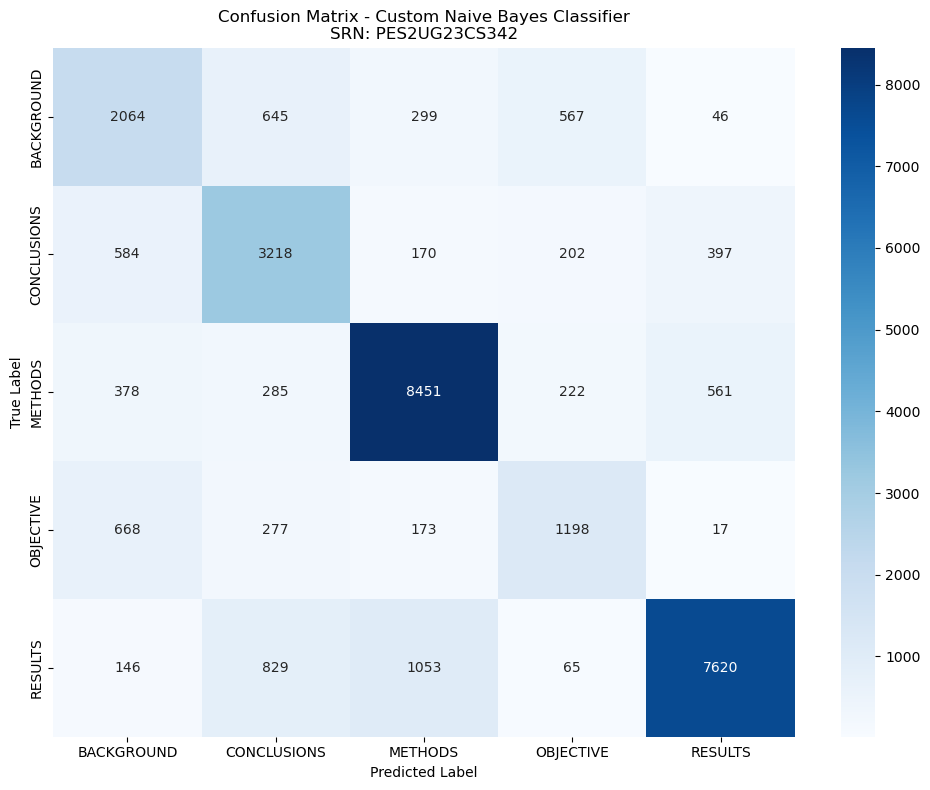 Confusion Matrix - Custom Naive Bayes Classifier
SRN: PES2UG23CS342
True Label
BACKGROUND
2064 645 299 567 46
CONCLUSIONS
584 3218 170 202 397
METHODS
378 285 8451 222 561
OBJECTIVE
668 277 173 1198 17
RESULTS
146 829 1053 65 7620
BACKGROUND CONCLUSIONS METHODS OBJECTIVE RESULTS
Predicted Label
8000
7000
6000
5000
4000
3000
2000
1000